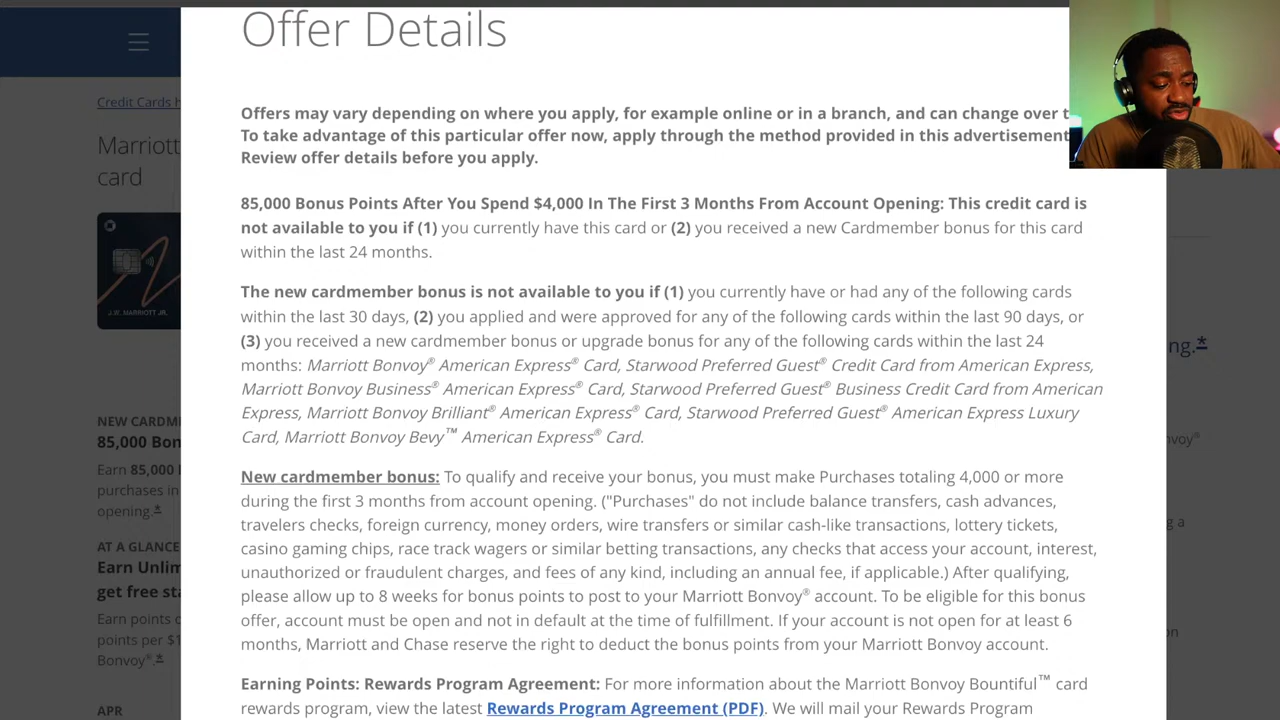 Offer Details
Credit Cards h
Marriott
card
J.W. MARRIOTT JR.
Offers may vary depending on where you apply, for example online or in a branch, and can change over t
To take advantage of this particular offer now, apply through the method provided in this advertisement
Review offer details before you apply.
85,000 Bonus Points After You Spend $4,000 In The First 3 Months From Account Opening: This credit card is
not available to you if (1) you currently have this card or (2) you received a new Cardmember bonus for this card
within the last 24 months.
The new cardmember bonus is not available to you if (1) you currently have or had any of the following cards
within the last 30 days, (2) you applied and were approved for any of the following cards within the last 90 days, or
(3) you received a new cardmember bonus or upgrade bonus for any of the following cards within the last 24
months: Marriott Bonvoy® American Express® Card, Starwood Preferred Guest® Credit Card from American Express,
Marriott Bonvoy Business® American Express® Card, Starwood Preferred Guest® Business Credit Card from American
Express, Marriott Bonvoy Brilliant® American Express® Card, Starwood Preferred Guest® American Express Luxury
Card, Marriott Bonvoy Bevy™ American Express® Card.
New cardmember bonus: To qualify and receive your bonus, you must make Purchases totaling 4,000 or more
during the first 3 months from account opening. ("Purchases" do not include balance transfers, cash advances,
travelers checks, foreign currency, money orders, wire transfers or similar cash-like transactions, lottery tickets,
casino gaming chips, race track wagers or similar betting transactions, any checks that access your account, interest,
unauthorized or fraudulent charges, and fees of any kind, including an annual fee, if applicable.) After qualifying,
please allow up to 8 weeks for bonus points to post to your Marriott Bonvoy® account. To be eligible for this bonus
offer, account must be open and not in default at the time of fulfillment. If your account is not open for at least 6
months, Marriott and Chase reserve the right to deduct the bonus points from your Marriott Bonvoy account.
Earning Points: Rewards Program Agreement: For more information about the Marriott Bonvoy Bountiful™ card
rewards program, view the latest Rewards Program Agreement (PDF). We will mail your Rewards Program
NEW CARDM
85,000 Bon
Earn 85,000
purchases in
opening.*
AT A GLANCE
Earn Unlim
get free sta
Earn points o
points per $1
Bonvoy®.*
APR
ng.*
nvoy®
g a
on